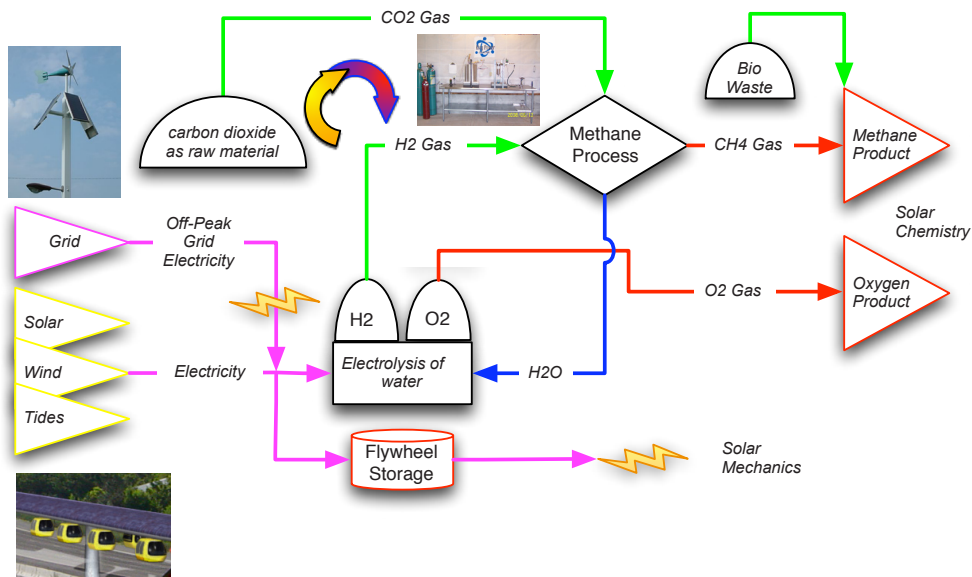 CO2 Gas
carbon dioxide
as raw material
H2 Gas
Methane
Process
CH4 Gas
Bio
Waste
Methane
Product
Solar
Chemistry
Grid
Off-Peak
Grid
Electricity
H2
O2
O2 Gas
Oxygen
Product
Solar
Wind
Tides
Electricity
Electrolysis of
water
H2O
Flywheel
Storage
Solar
Mechanics